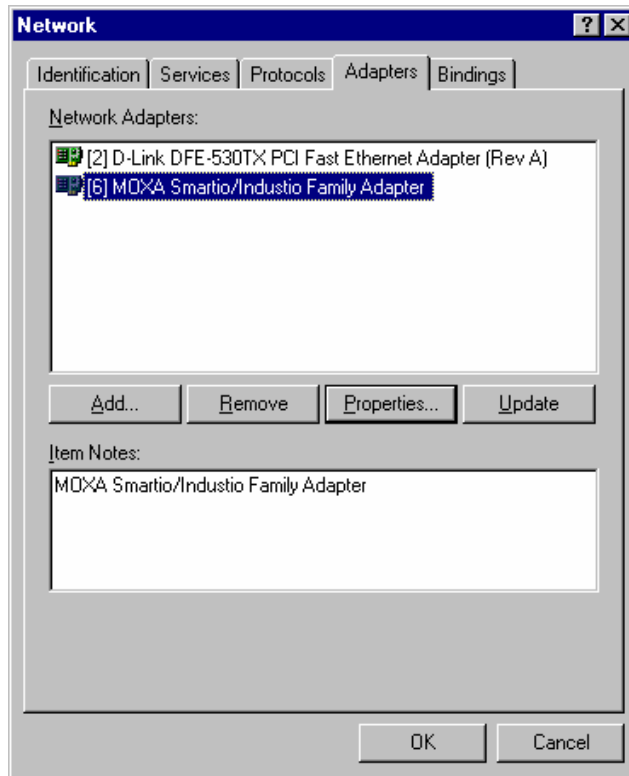 Network
Identification Services Protocols Adapters Bindings
Network Adapters:
[2] D-Link DFE-530TX PCI Fast Ethernet Adapter (Rev A)
[6] MOXA Smartio/Industio Family Adapter
Add... Remove Properties... Update
Item Notes:
MOXA Smartio/Industio Family Adapter
OK Cancel